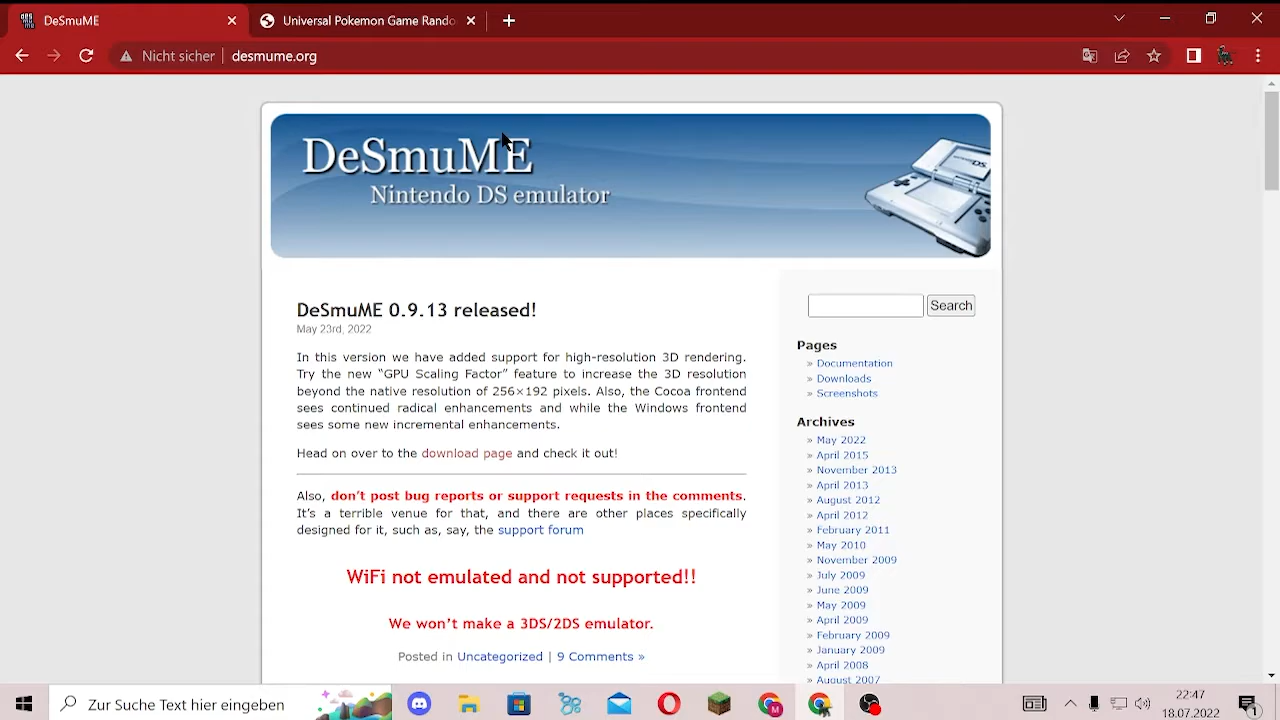 DeSmuME
Universal Pokemon Game Rando
Nicht sicher
desmume.org
DeSmuME
Nintendo DS emulator
DeSmuME 0.9.13 released!
May 23rd, 2022
In this version we have added support for high-resolution 3D rendering.
Try the new “GPU Scaling Factor” feature to increase the 3D resolution
beyond the native resolution of 256×192 pixels. Also, the Cocoa frontend
sees continued radical enhancements and while the Windows frontend
sees some new incremental enhancements.
Head on over to the download page and check it out!
Also, don’t post bug reports or support requests in the comments.
It’s a terrible venue for that, and there are other places specifically
designed for it, such as, say, the support forum
WiFi not emulated and not supported!!
We won’t make a 3DS/2DS emulator.
Posted in Uncategorized | 9 Comments »
Search
Pages
» Documentation
» Downloads
» Screenshots
Archives
» May 2022
» April 2015
» November 2013
» April 2013
» August 2012
» April 2012
» February 2011
» May 2010
» November 2009
» July 2009
» June 2009
» May 2009
» April 2009
» February 2009
» January 2009
» April 2008
» August 2007
Zur Suche Text hier eingeben
22:47
18.07.2022
1